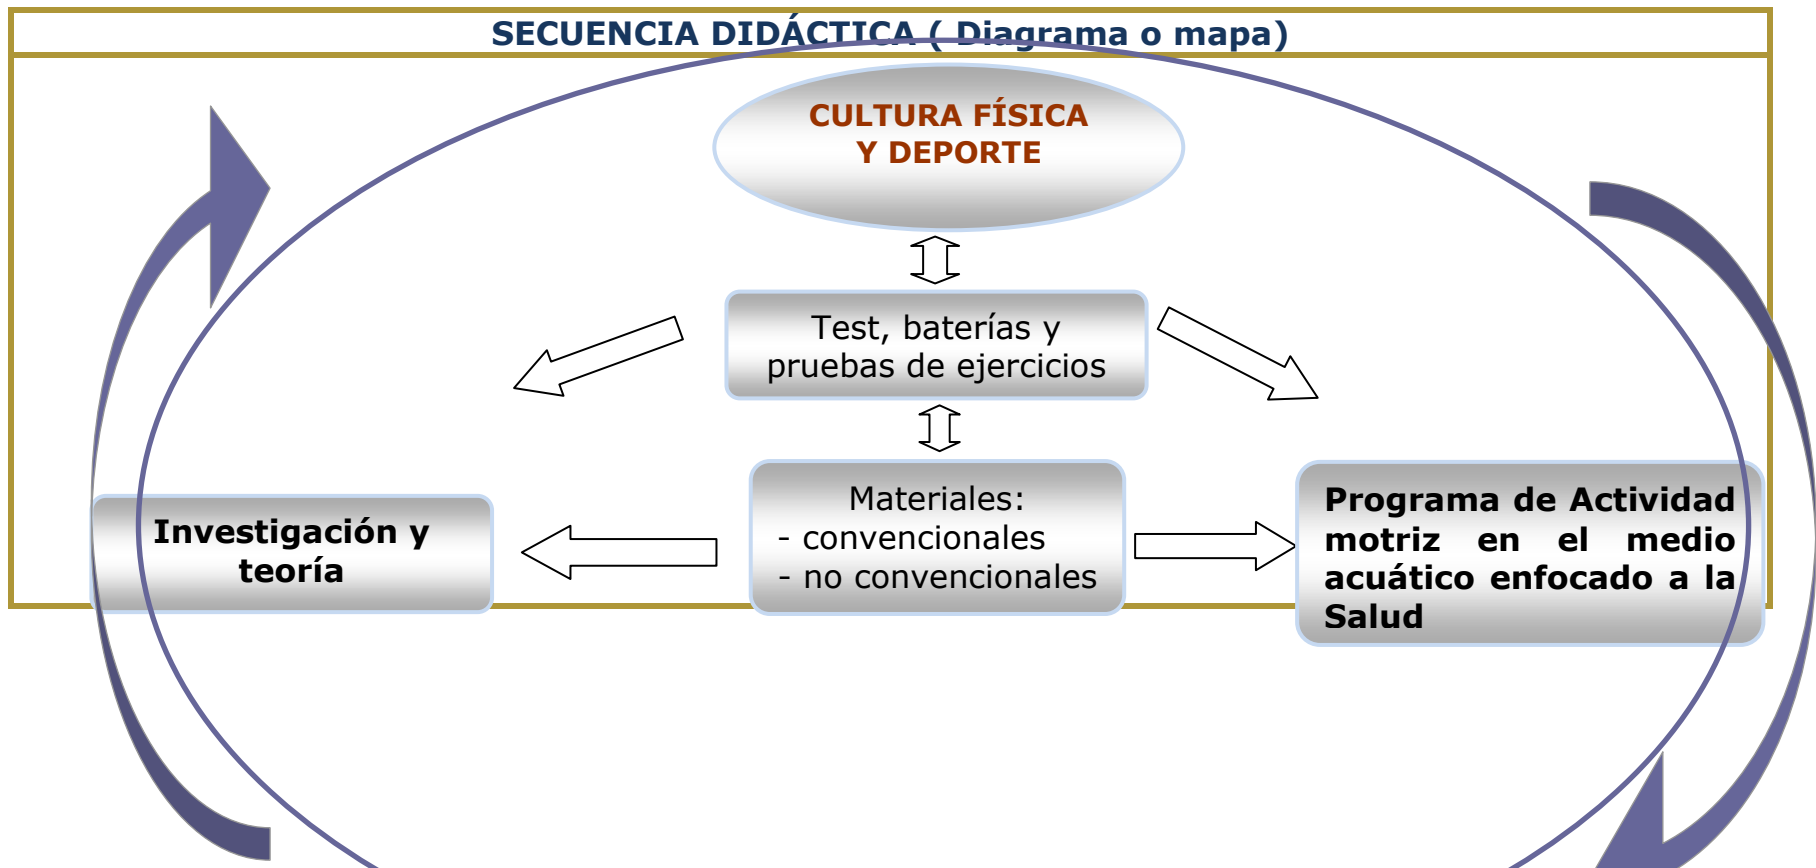 SECUENCIA DIDÁCTICA ( Diagrama o mapa)
CULTURA FÍSICA
Y DEPORTE
Test, baterías y
pruebas de ejercicios
Investigación y
teoría
Materiales:
- convencionales
- no convencionales
Programa de Actividad
motriz en el medio
acuático enfocado a la
Salud